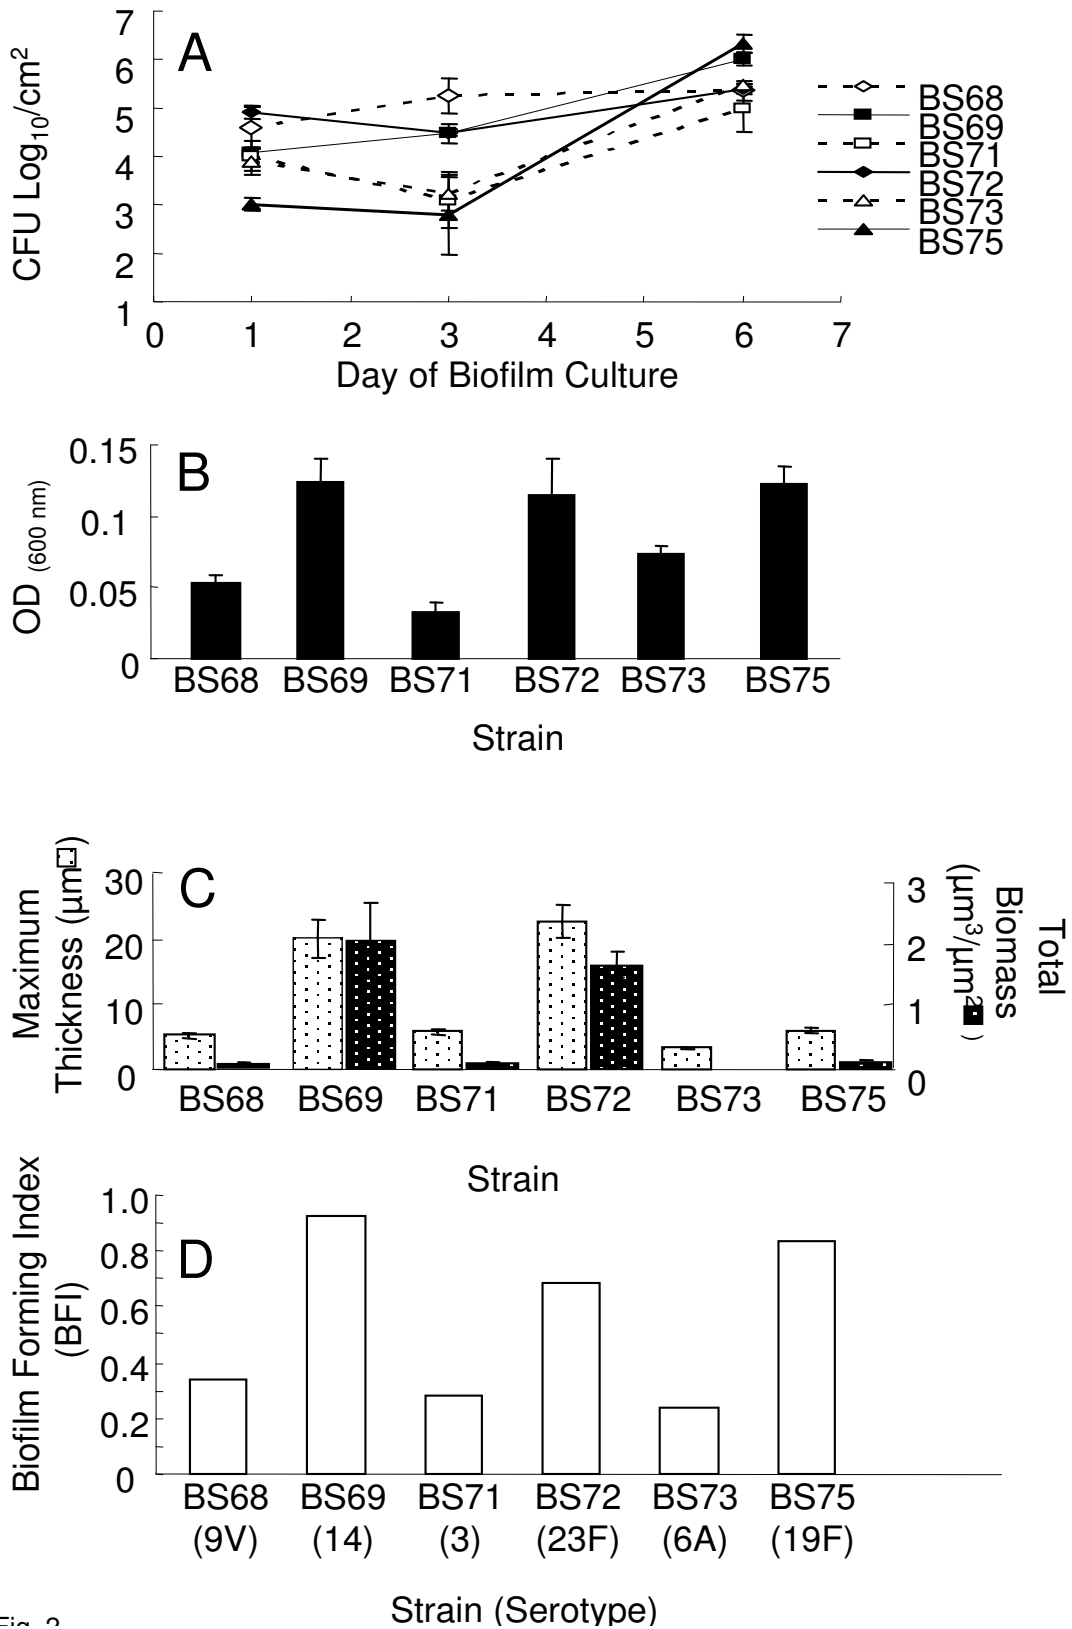 A
CFU Log10/cm2
7
6
5
4
3
2
1
0 1 2 3 4 5 6 7
Day of Biofilm Culture
BS68
BS69
BS71
BS72
BS73
BS75
B
OD (600 nm)
0.15
0.1
0.05
0
BS68 BS69 BS71 BS72 BS73 BS75
Strain
C
Maximum
Thickness (µm)
30
20
10
0
3
2
1
0
Total
Biomass
(µm3/µm2)
BS68 BS69 BS71 BS72 BS73 BS75
Strain
D
Biofilm Forming Index
(BFI)
1.0
0.8
0.6
0.4
0.2
0
BS68 BS69 BS71 BS72 BS73 BS75
(9V) (14) (3) (23F) (6A) (19F)
Strain (Serotype)